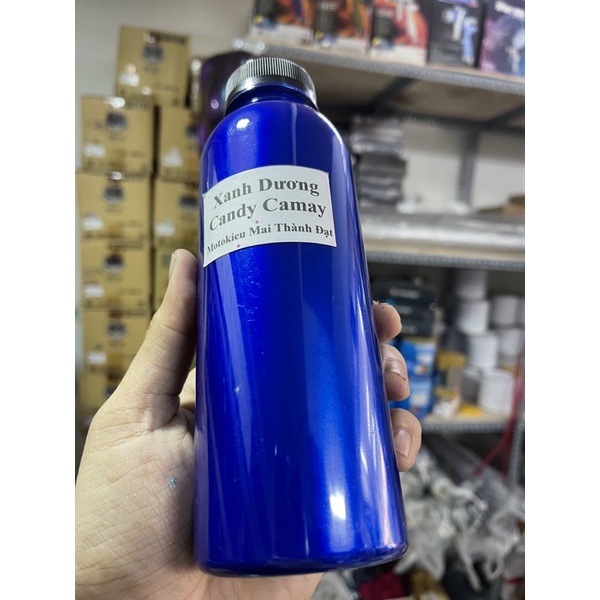 Xanh Dương
Candy Camay
Motokieu Mai Thành Đạt